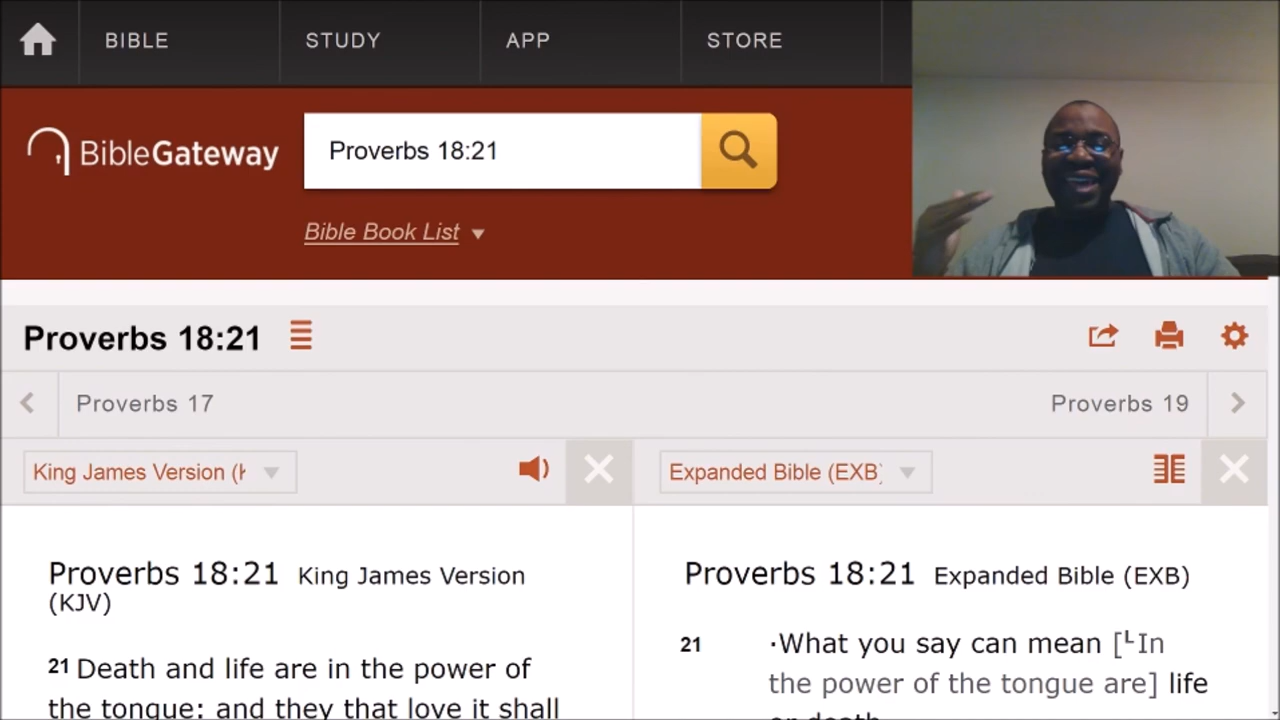 BIBLE STUDY APP STORE
BibleGateway
Proverbs 18:21
Bible Book List
Proverbs 18:21
Proverbs 17
Proverbs 19
King James Version (K
Expanded Bible (EXB)
Proverbs 18:21 King James Version
(KJV)
21 Death and life are in the power of
the tongue: and they that love it shall
Proverbs 18:21 Expanded Bible (EXB)
21 ·What you say can mean [ᴸIn
the power of the tongue are] life
or death